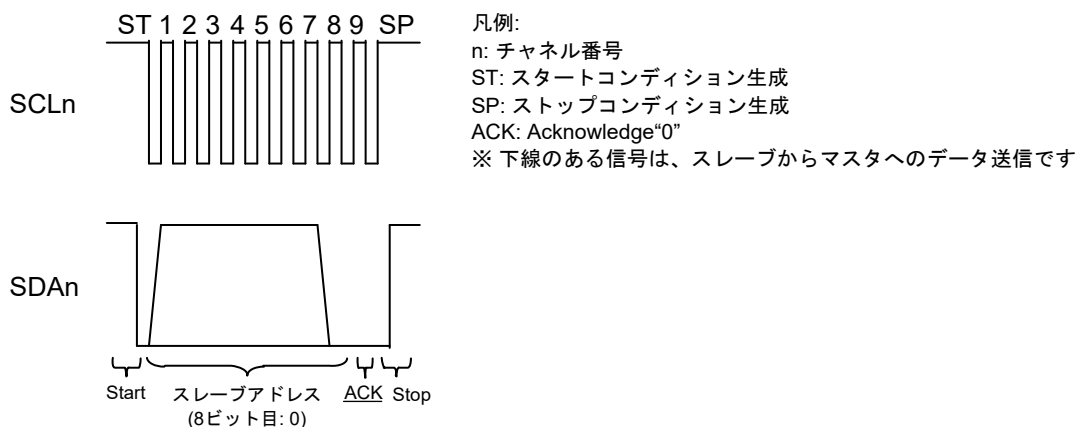 ST 1 2 3 4 5 6 7 8 9 SP
SCLn
凡例:
n: チャネル番号
ST: スタートコンディション生成
SP: ストップコンディション生成
ACK: Acknowledge“0”
※ 下線のある信号は、スレーブからマスタへのデータ送信です
SDAn
Start スレーブアドレス ACK Stop
(8ビット目: 0)